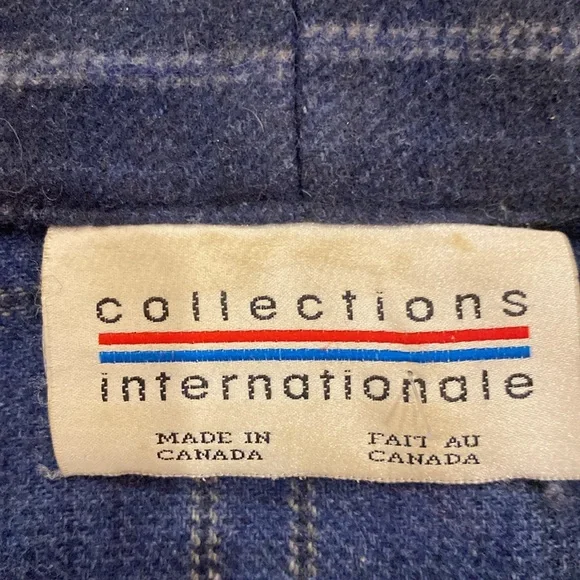 collections
internationale
MADE IN FAIT AU
CANADA CANADA